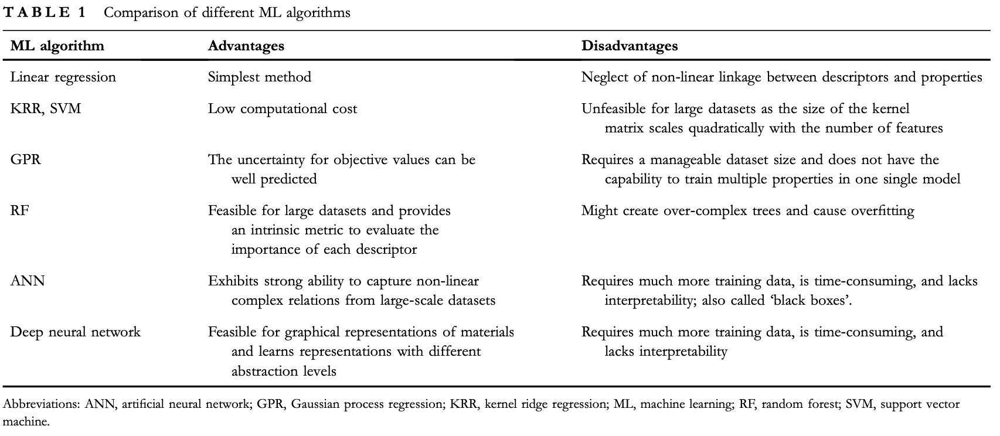 TABLE 1 Comparison of different ML algorithms
ML algorithm Advantages Disadvantages
Linear regression Simplest method Neglect of non-linear linkage between descriptors and properties
KRR, SVM Low computational cost Unfeasible for large datasets as the size of the kernel
matrix scales quadratically with the number of features
GPR The uncertainty for objective values can be Requires a manageable dataset size and does not have the
well predicted capability to train multiple properties in one single model
RF Feasible for large datasets and provides Might create over-complex trees and cause overfitting
an intrinsic metric to evaluate the
importance of each descriptor
ANN Exhibits strong ability to capture non-linear Requires much more training data, is time-consuming, and lacks
complex relations from large-scale datasets interpretability; also called ‘black boxes’.
Deep neural network Feasible for graphical representations of materials Requires much more training data, is time-consuming, and
and learns representations with different lacks interpretability
abstraction levels
Abbreviations: ANN, artificial neural network; GPR, Gaussian process regression; KRR, kernel ridge regression; ML, machine learning; RF, random forest; SVM, support vector
machine.